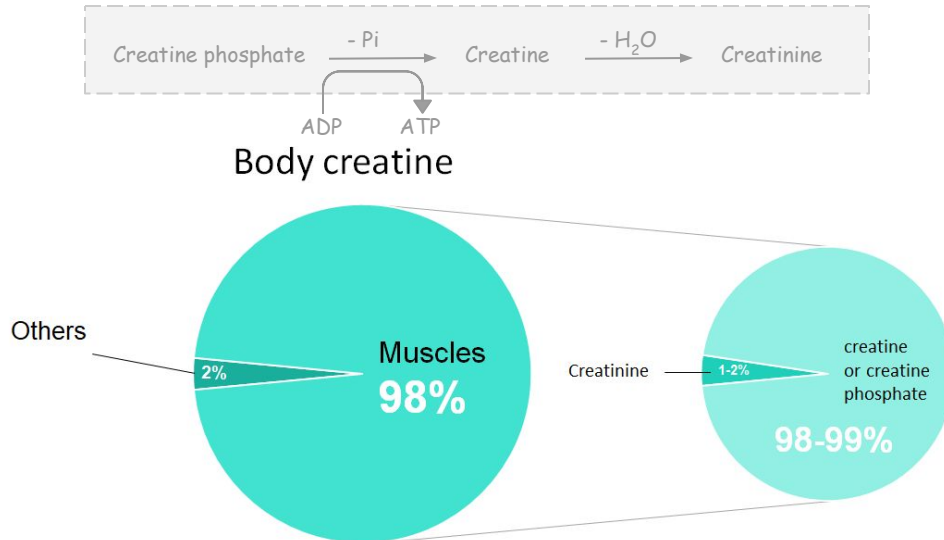 Creatine phosphate - Pi Creatine - H₂O Creatinine
ADP ATP
Body creatine
Others
2%
Muscles
98%
Creatinine
1-2%
creatine
or creatine
phosphate
98-99%